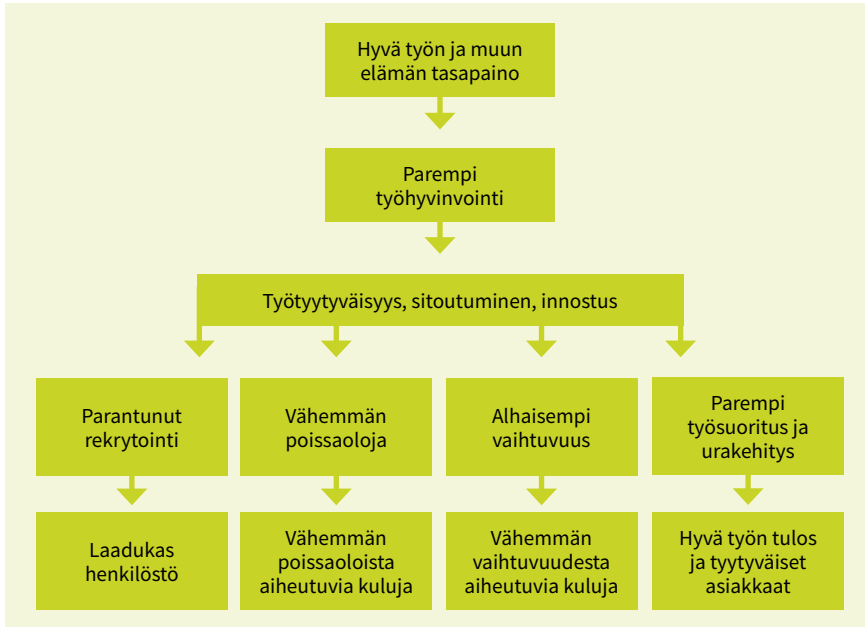 Hyvä työn ja muun
elämän tasapaino
Parempi
työhyvinvointi
Työtyytyväisyys, sitoutuminen, innostus
Parantunut
rekrytointi
Vähemmän
poissaoloja
Alhaisempi
vaihtuvuus
Parempi
työsuoritus ja
urakehitys
Laadukas
henkilöstö
Vähemmän
poissaoloista
aiheutuvia kuluja
Vähemmän
vaihtuvuudesta
aiheutuvia kuluja
Hyvä työn tulos
ja tyytyväiset
asiakkaat